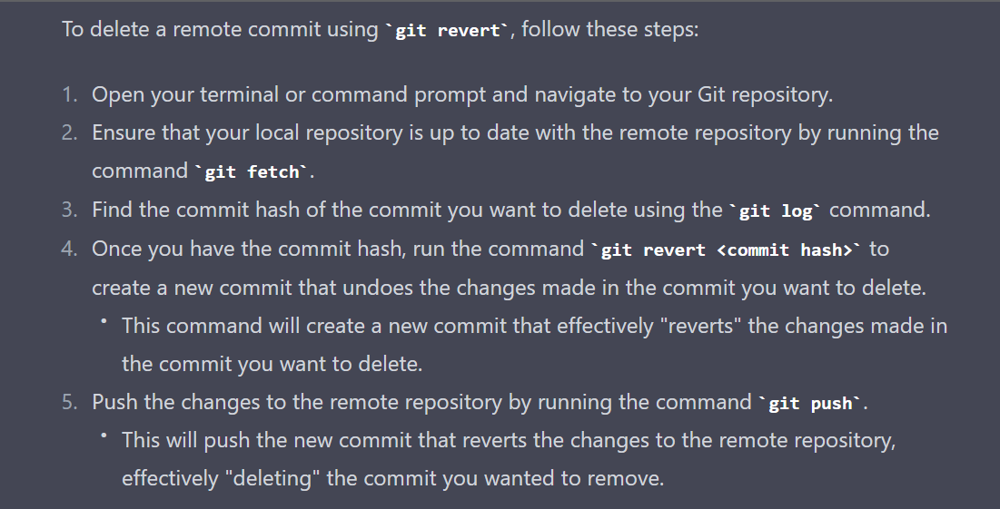 To delete a remote commit using `git revert`, follow these steps:
1. Open your terminal or command prompt and navigate to your Git repository.
2. Ensure that your local repository is up to date with the remote repository by running the
command `git fetch`.
3. Find the commit hash of the commit you want to delete using the `git log` command.
4. Once you have the commit hash, run the command `git revert <commit hash>` to
create a new commit that undoes the changes made in the commit you want to delete.
• This command will create a new commit that effectively "reverts" the changes made in
the commit you want to delete.
5. Push the changes to the remote repository by running the command `git push`.
• This will push the new commit that reverts the changes to the remote repository,
effectively "deleting" the commit you wanted to remove.